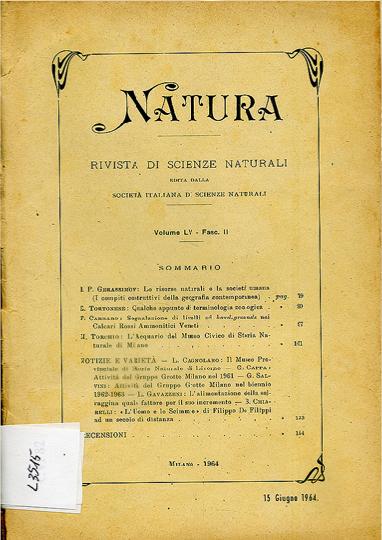 NATURA
RIVISTA DI SCIENZE NATURALI
EDITA DALLA
SOCIETÀ ITALIANA DI SCIENZE NATURALI
Volume LV - Fasc. II
SOMMARIO
I. P. GERASSIMOV: Le risorse naturali e la società umana
(I compiti costruttivi della geografia contemporanea) . pag. 79
E. TORTONESE: Qualche appunto di terminologia zoologica . » 90
Segnalazione di livelli ad hard-grounds nei
Calcari Rossi Ammonitici Veneti . » 97
TORCHIO: L'Acquario del Museo Civico di Storia Na-
turale di Milano . » 101
NOTIZIE E VARIETÀ — L. CAGNOLARO: Il Museo Pro-
vinciale di Storia Naturale di Livorno — G. CAPPA:
Attività del Gruppo Grotte Milano nel 1961 — G. SAL-
VINI: Attività del Gruppo Grotte Milano nel biennio
1962-1963 — L. GAVAZZENI: L'alimentazione della sel-
vaggina quale fattore per il suo incremento — B. CHIA-
RELLI: «L'Uomo e le Scimmie» di Filippo De Filippi
ad un secolo di distanza .
RECENSIONI . » 154
MILANO - 1964
15 Giugno 1964.
L3515